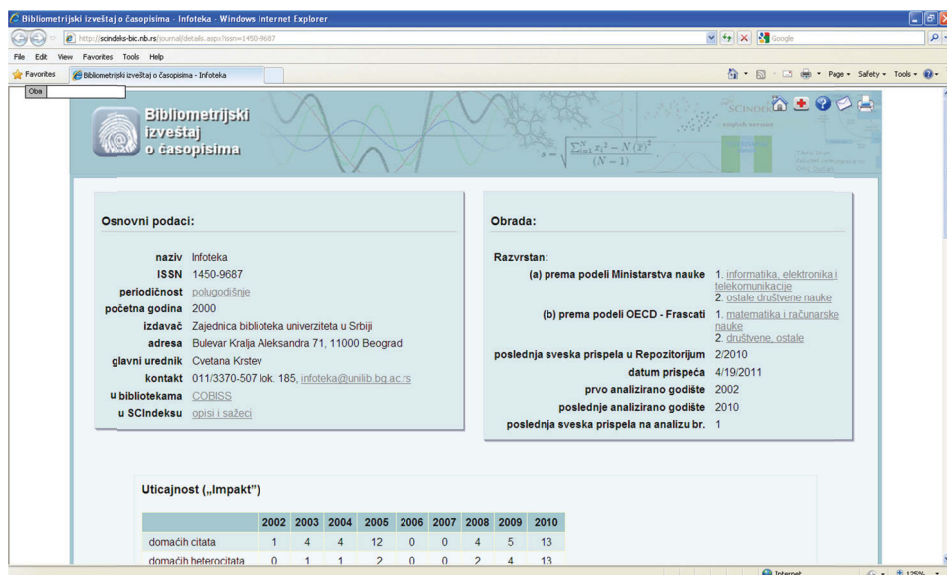 Bibliometrijski izveštaj o časopisima - Infoteka - Windows Internet Explorer
http://scindeks-bic.nb.rs/journal/details.aspx?issn=1450-9687
Google
File Edit View Favorites Tools Help
Favorites
Bibliometrijski izveštaj o časopisima - Infoteka
Page Safety Tools
Oba
Bibliometrijski
izveštaj
o časopisima
SCINDEKS
english version
Osnovni podaci:
naziv Infoteka
ISSN 1450-9687
periodičnost polugodišnje
početna godina 2000
izdavač Zajednica biblioteka univerziteta u Srbiji
adresa Bulevar Kralja Aleksandra 71, 11000 Beograd
glavni urednik Cvetana Krstev
kontakt 011/3370-507 lok. 185, infoteka@unilib.bg.ac.rs
u bibliotekama COBISS
u SCIndeksu opisi i sažeci
Obrada:
Razvrstan:
(a) prema podeli Ministarstva nauke 1. informatika, elektronika i
telekomunikacije
2. ostale društvene nauke
(b) prema podeli OECD - Frascati 1. matematika i računarske
nauke
2. društvene, ostale
poslednja sveska prispela u Repozitorijum 2/2010
datum prispeća 4/19/2011
prvo analizirano godište 2002
poslednje analizirano godište 2010
poslednja sveska prispela na analizu br. 1
Uticajnost („Impakt”)
2002 2003 2004 2005 2006 2007 2008 2009 2010
domaćih citata 1 4 4 12 0 0 4 5 13
domaćih heterocitata 0 1 1 2 0 0 2 4 13
Internet
125%